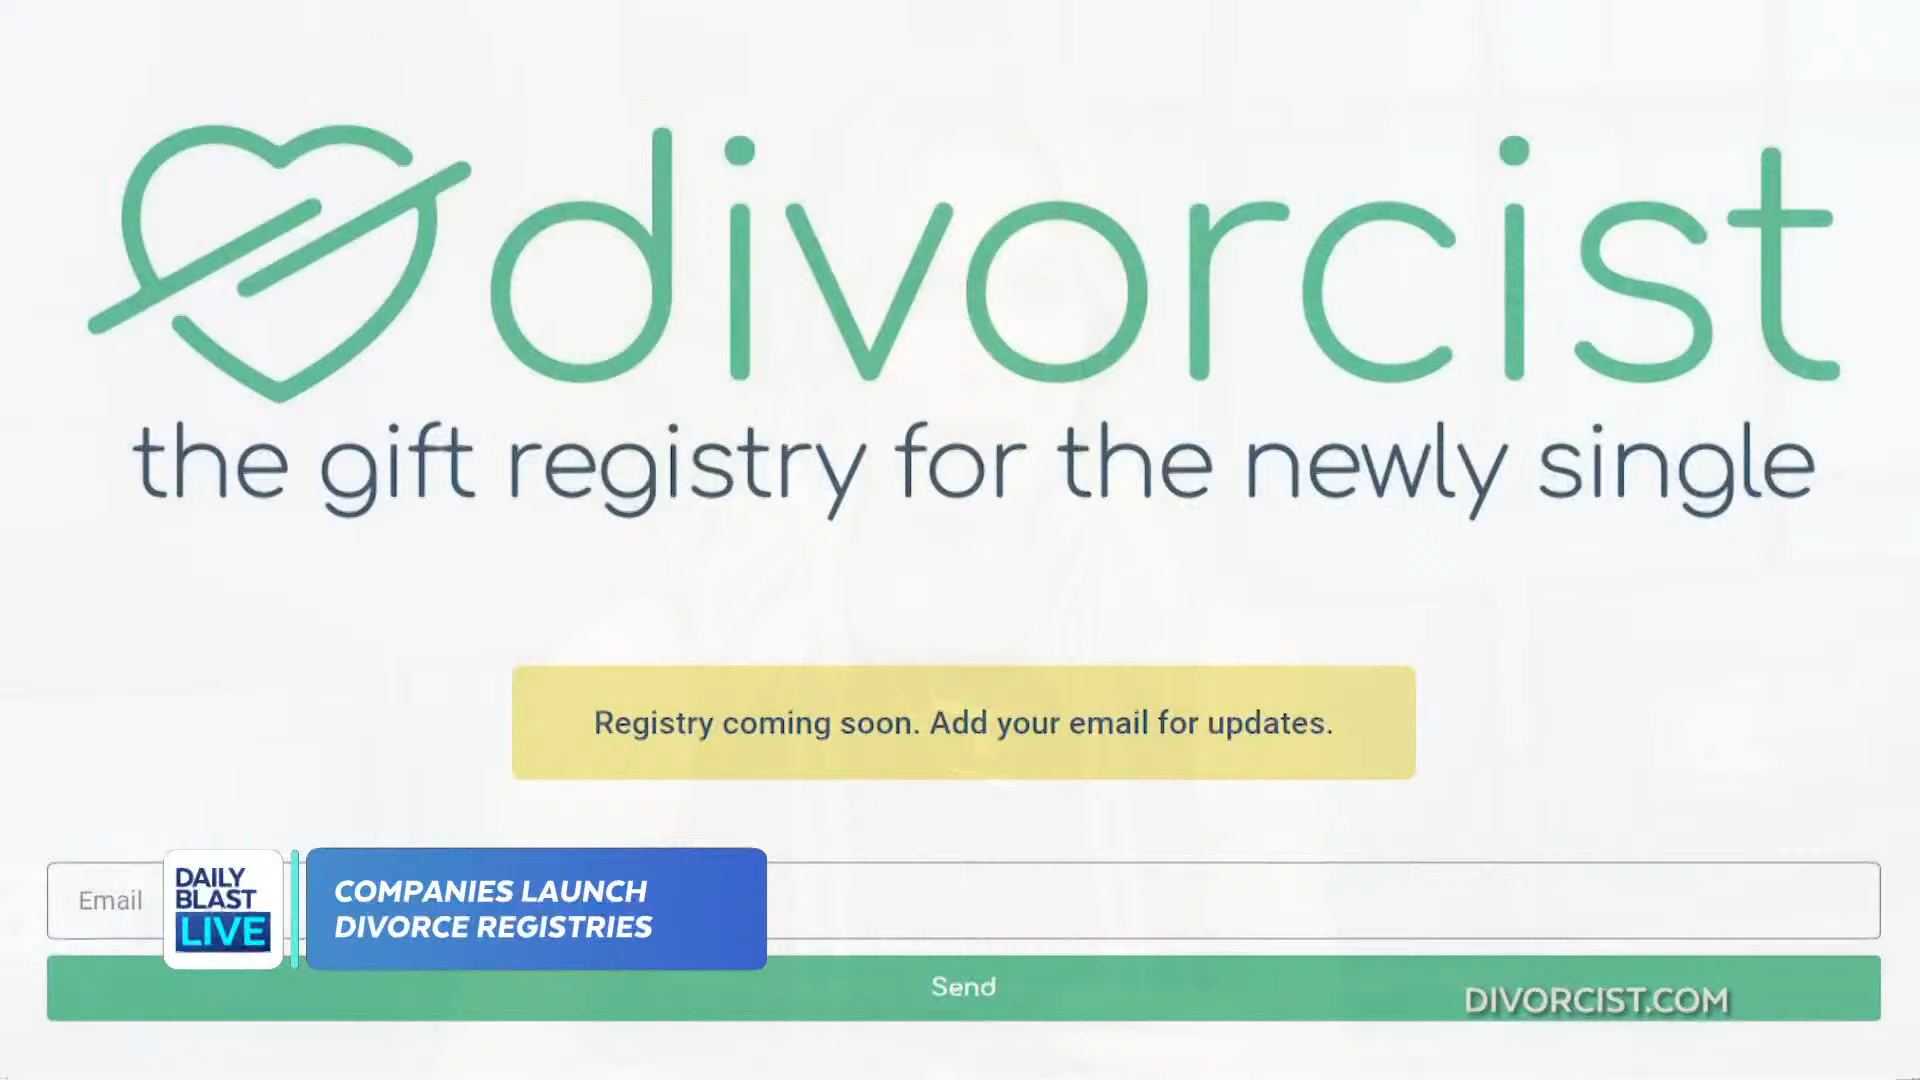 divorcist
the gift registry for the newly single
Registry coming soon. Add your email for updates.
Email
DAILY
BLAST
LIVE
COMPANIES LAUNCH
DIVORCE REGISTRIES
Send
DIVORCIST.COM